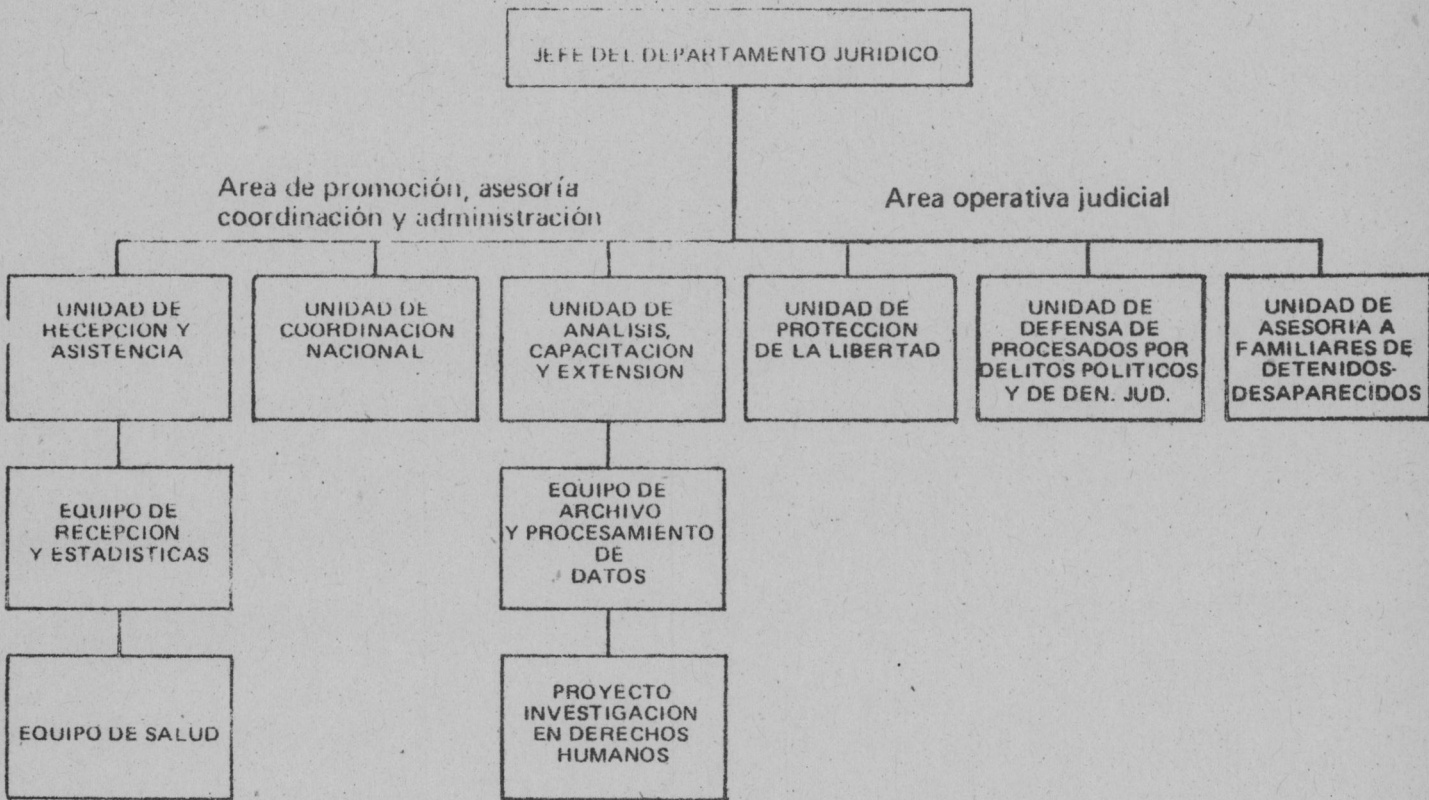 JEFE DEL DEPARTAMENTO JURIDICO
Area de promoción, asesoría
coordinación y administración
Area operativa judicial
UNIDAD DE
RECEPCION Y
ASISTENCIA
UNIDAD DE
COORDINACION
NACIONAL
UNIDAD DE
ANALISIS,
CAPACITACION
Y EXTENSION
UNIDAD DE
PROTECCION
DE LA LIBERTAD
UNIDAD DE
DEFENSA DE
PROCESADOS POR
DELITOS POLITICOS
Y DE DEN. JUD.
UNIDAD DE
ASESORIA A
FAMILIARES DE
DETENIDOS-
DESAPARECIDOS
EQUIPO DE
RECEPCION
Y ESTADISTICAS
EQUIPO DE
ARCHIVO
Y PROCESAMIENTO
DE
DATOS
EQUIPO DE SALUD
PROYECTO
INVESTIGACION
EN DERECHOS
HUMANOS